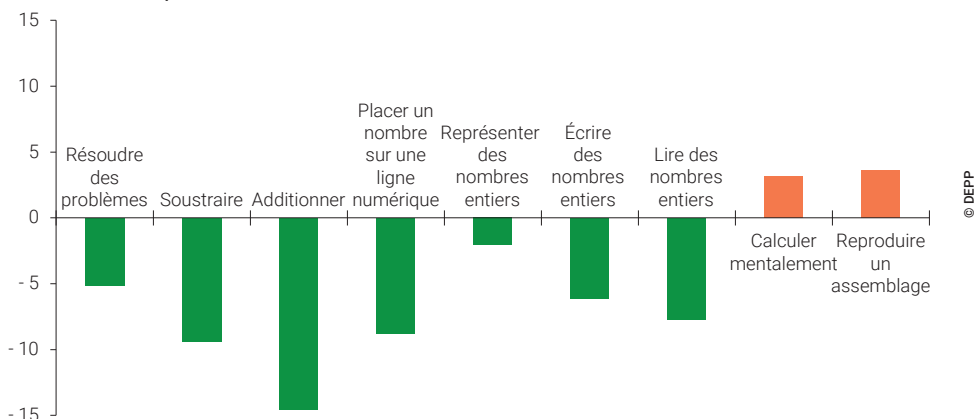 15
10
5
0
- 5
- 10
- 15
Résoudre
des
problèmes
Soustraire
Additionner
Placer un
nombre
sur une
ligne
numérique
Représenter
des
nombres
entiers
Écrire
des
nombres
entiers
Lire des
nombres
entiers
Calculer
mentalement
Reproduire
un
assemblage
© DEPP